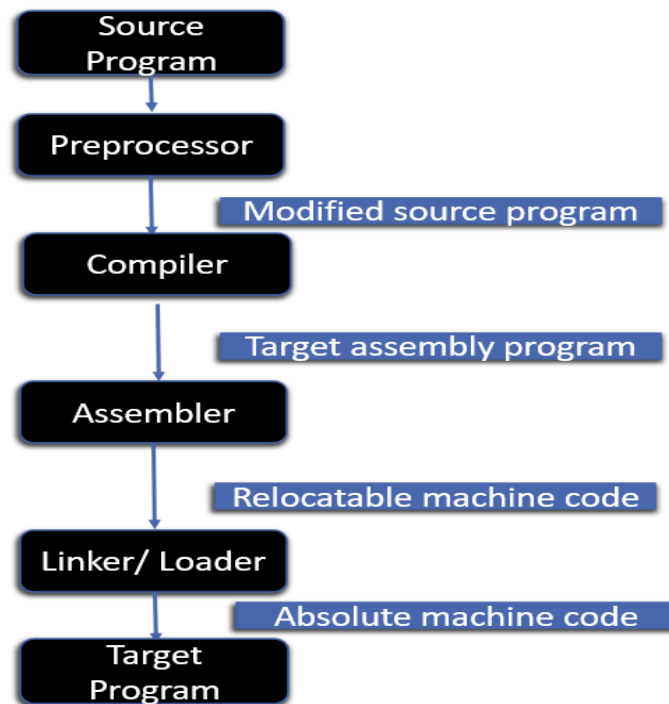 Source
Program
Preprocessor
Modified source program
Compiler
Target assembly program
Assembler
Relocatable machine code
Linker/ Loader
Absolute machine code
Target
Program